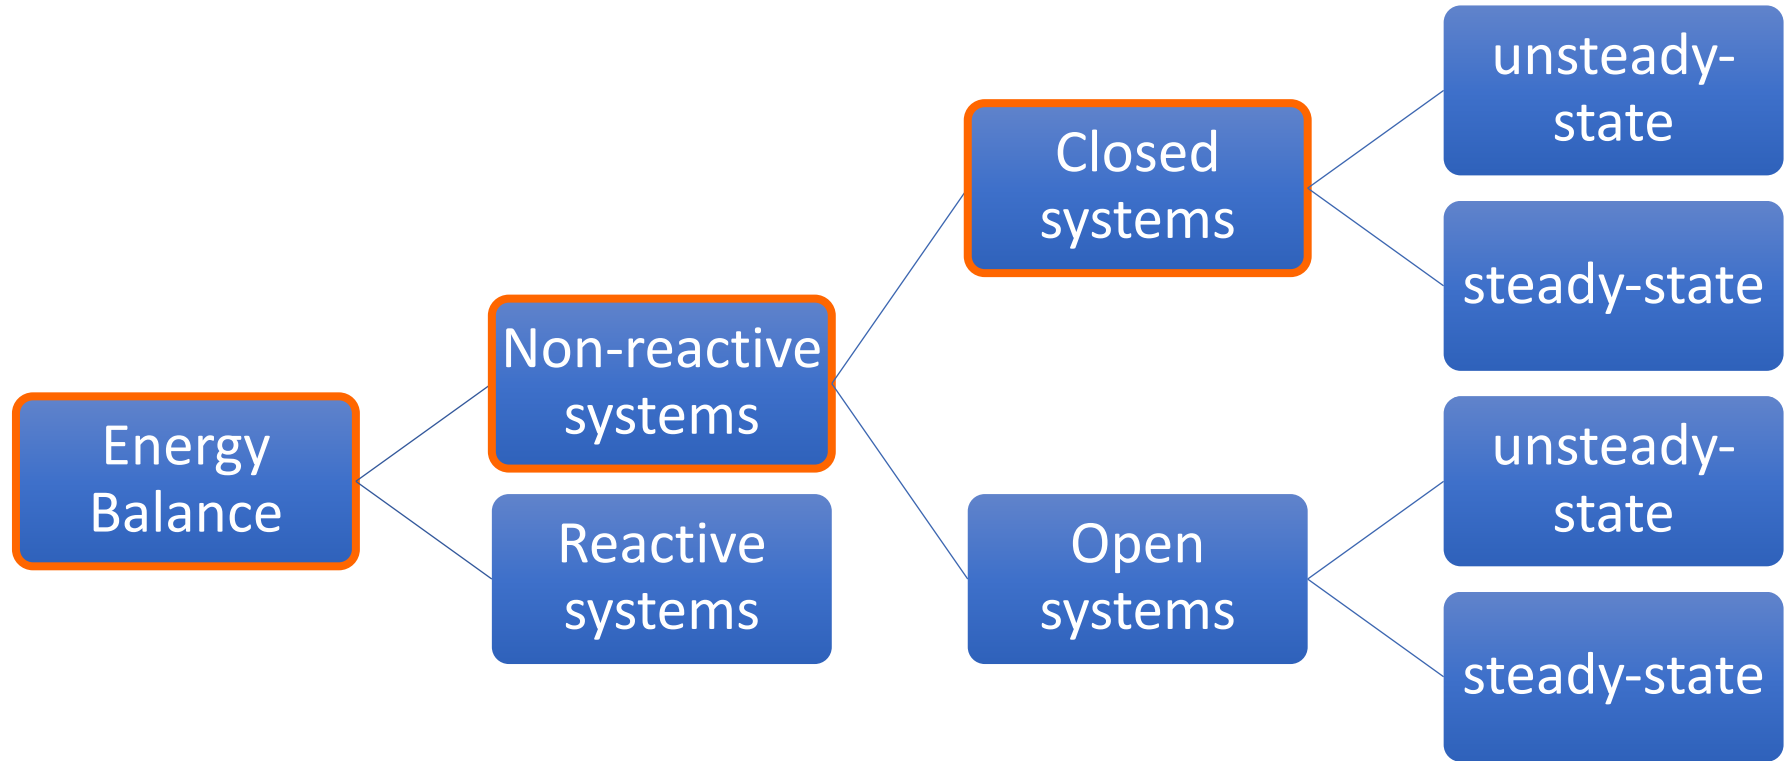 Energy
Balance
Non-reactive
systems
Reactive
systems
Closed
systems
Open
systems
unsteady-
state
steady-state
unsteady-
state
steady-state